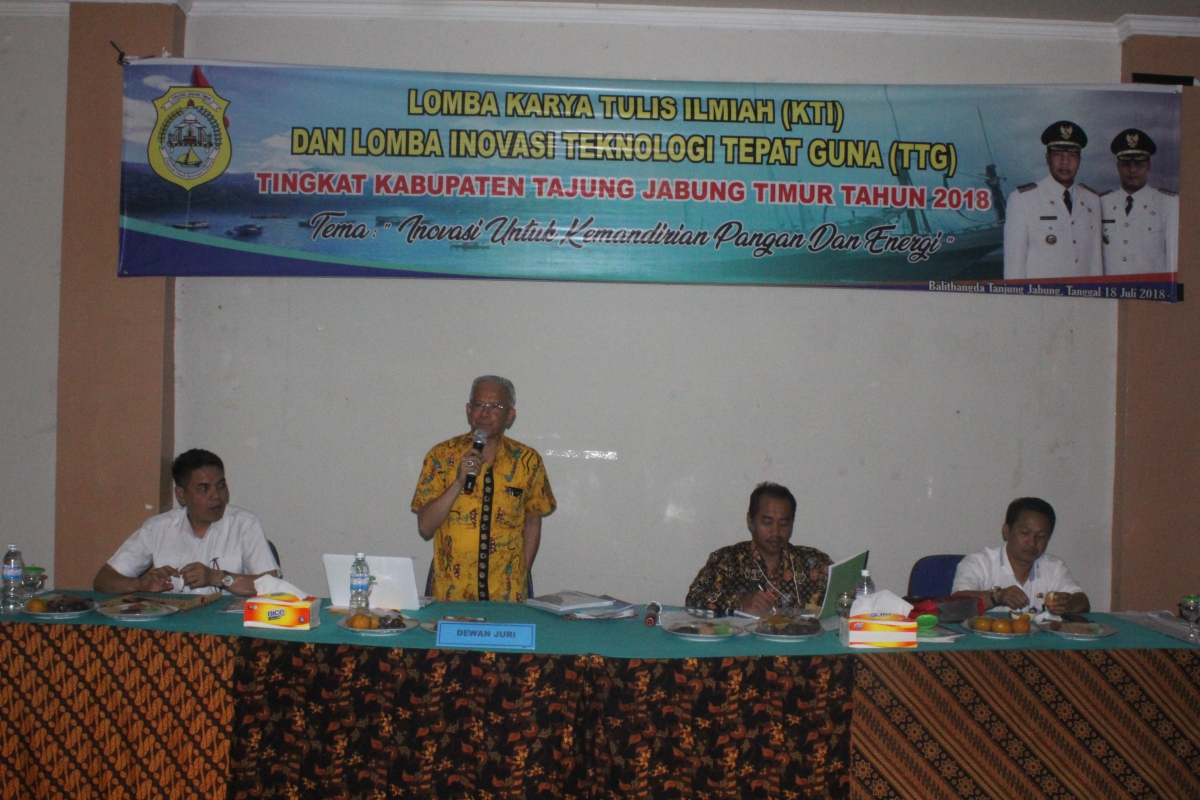 LOMBA KARYA TULIS ILMIAH (KTI)
DAN LOMBA INOVASI TEKNOLOGI TEPAT GUNA (TTG)
TINGKAT KABUPATEN TAJUNG JABUNG TIMUR TAHUN 2018
Tema : " Inovasi Untuk Kemandirian Pangan Dan Energi "
Balitbangda Tanjung Jabung, Tanggal 18 Juli 2018
DEWAN JURI